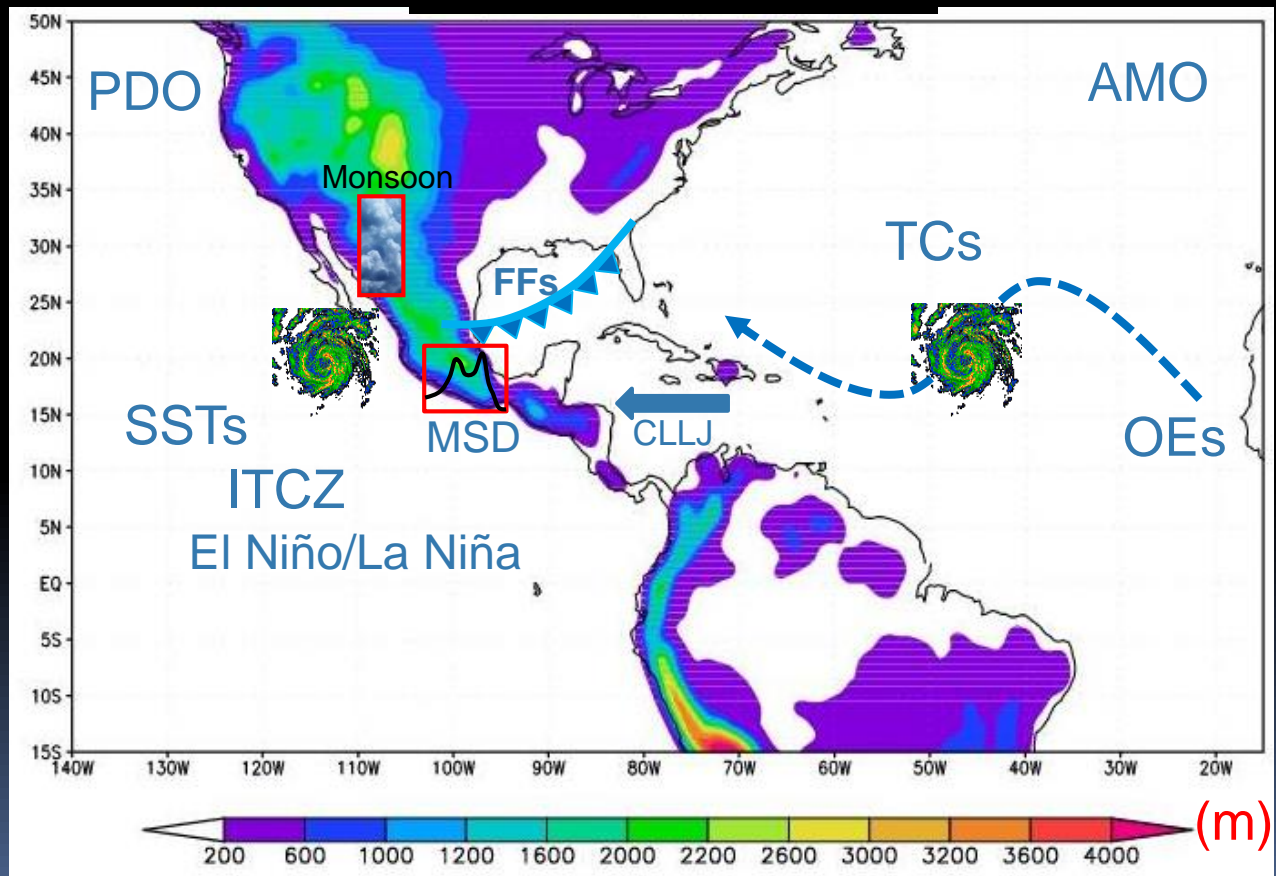 50N
45N
40N
35N
30N
25N
20N
15N
10N
5N
EQ
5S
10S
15S
PDO
AMO
Monsoon
TCs
FFs
SSTs
MSD
CLLJ
OEs
ITCZ
El Niño/La Niña
140W 130W 120W 110W 100W 90W 80W 70W 60W 50W 40W 30W 20W
(m)
200 600 1000 1200 1600 2000 2200 2600 3000 3200 3600 4000